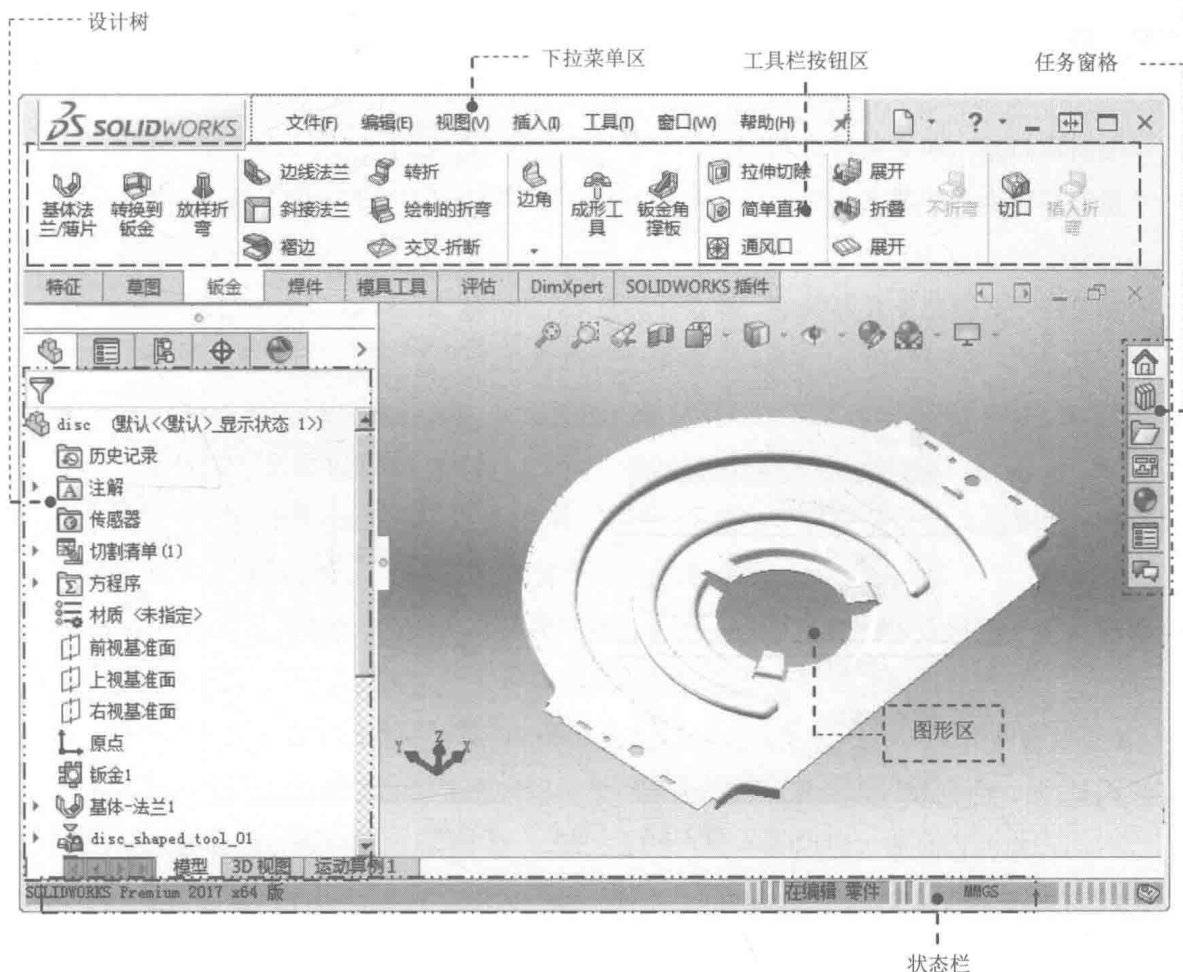 设计树
下拉菜单区
工具栏按钮区
任务窗格
SOLIDWORKS
文件(F) 编辑(E) 视图(V) 插入(I) 工具(T) 窗口(W) 帮助(H)
?
基体法兰/薄片
转换到钣金
放样折弯
边线法兰
斜接法兰
褶边
转折
绘制的折弯
交叉-折断
边角
成形工具
钣金角撑板
拉伸切除
简单直孔
通风口
展开
折叠
展开
不折弯
切口
插入折弯
特征 草图 钣金 焊件 模具工具 评估 DimXpert SOLIDWORKS 插件
disc (默认<<默认>_显示状态 1>)
历史记录
注解
传感器
切割清单(1)
方程序
材质 <未指定>
前视基准面
上视基准面
右视基准面
原点
钣金1
基体-法兰1
disc_shaped_tool_01
Y Z X
图形区
模型 3D 视图 运动算例1
SOLIDWORKS Premium 2017 x64 版
在编辑 零件
MMGS
状态栏